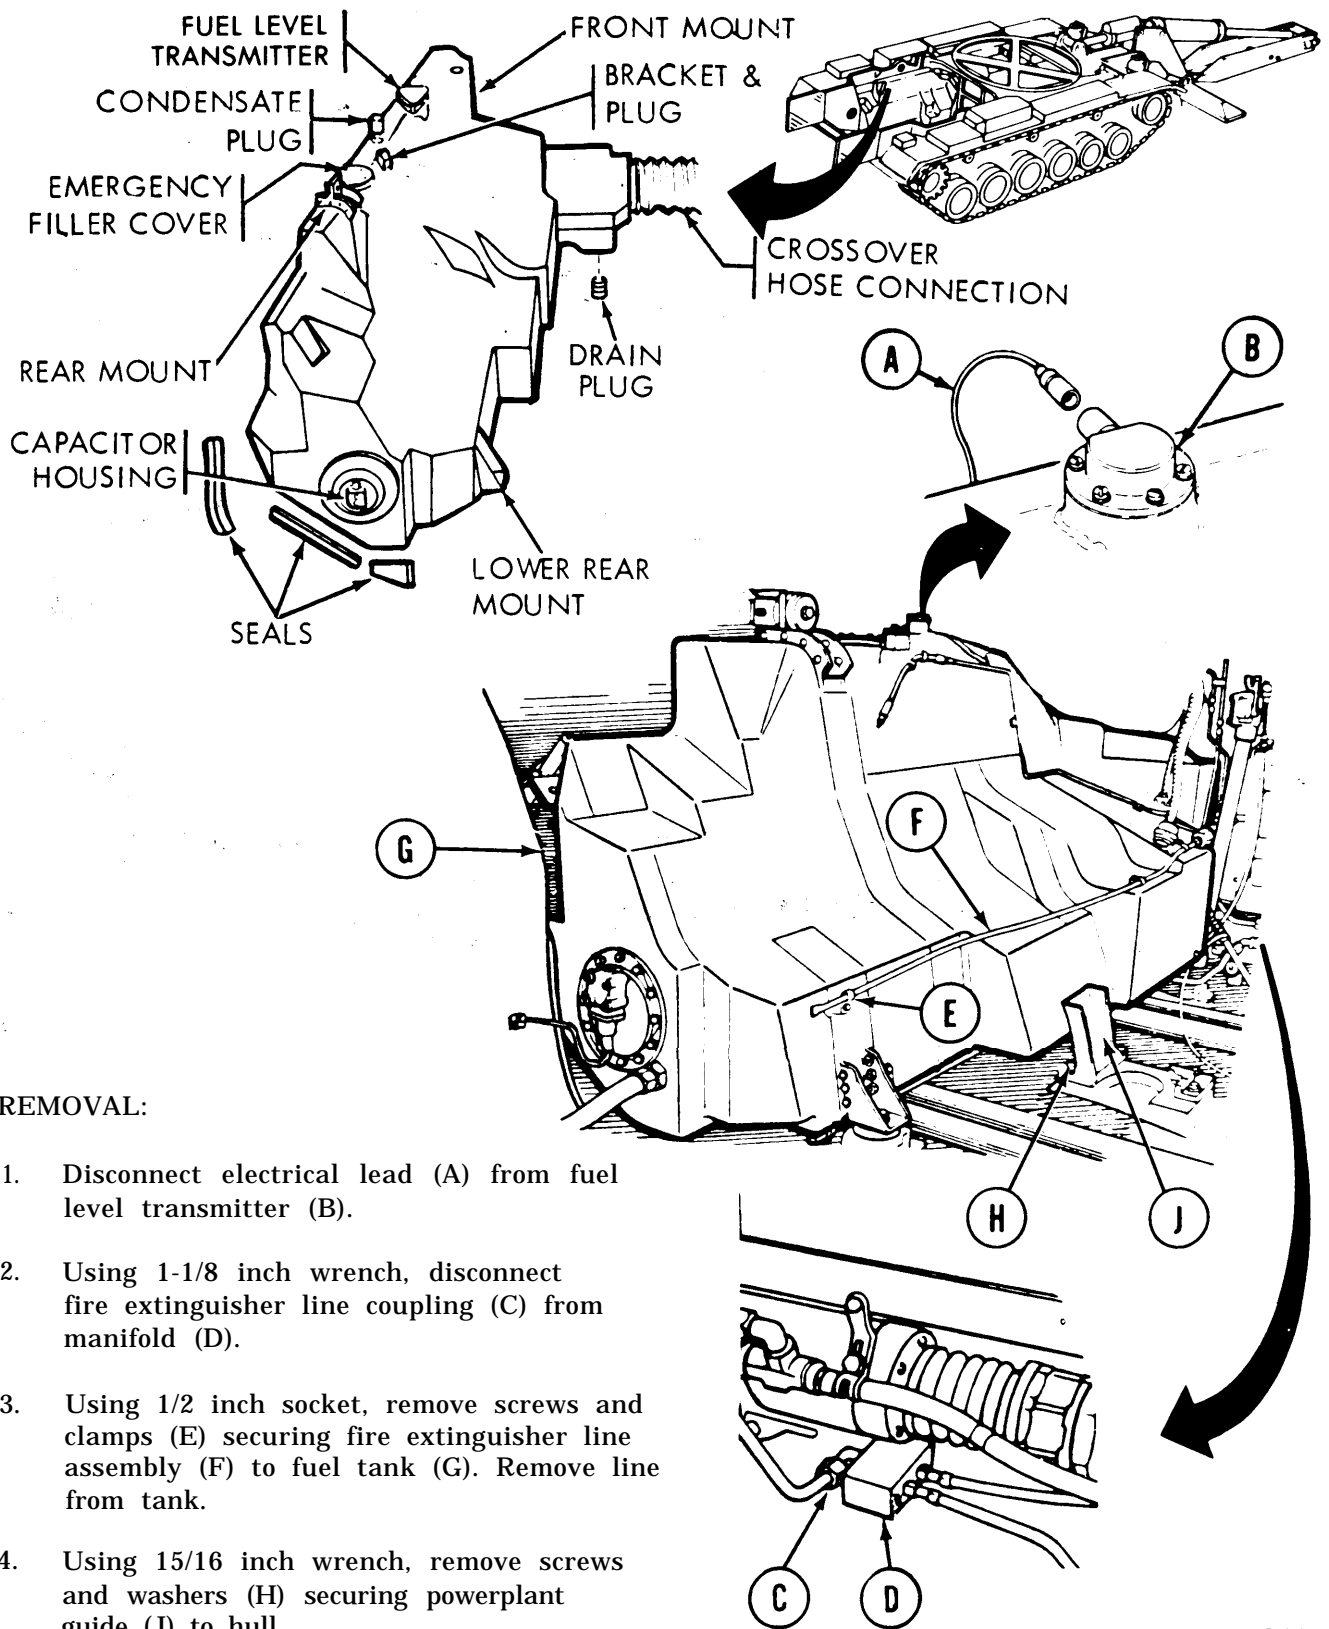 FUEL LEVEL
TRANSMITTER
FRONT MOUNT
BRACKET &
PLUG
CONDENSATE
PLUG
EMERGENCY
FILLER COVER
CROSSOVER
HOSE CONNECTION
DRAIN
PLUG
REAR MOUNT
CAPACITOR
HOUSING
LOWER REAR
MOUNT
SEALS
A
B
G
F
E
H
J
C
D
REMOVAL:
1. Disconnect electrical lead (A) from fuel
level transmitter (B).
2. Using 1-1/8 inch wrench, disconnect
fire extinguisher line coupling (C) from
manifold (D).
3. Using 1/2 inch socket, remove screws and
clamps (E) securing fire extinguisher line
assembly (F) to fuel tank (G). Remove line
from tank.
4. Using 15/16 inch wrench, remove screws
and washers (H) securing powerplant
guide (J) to hull